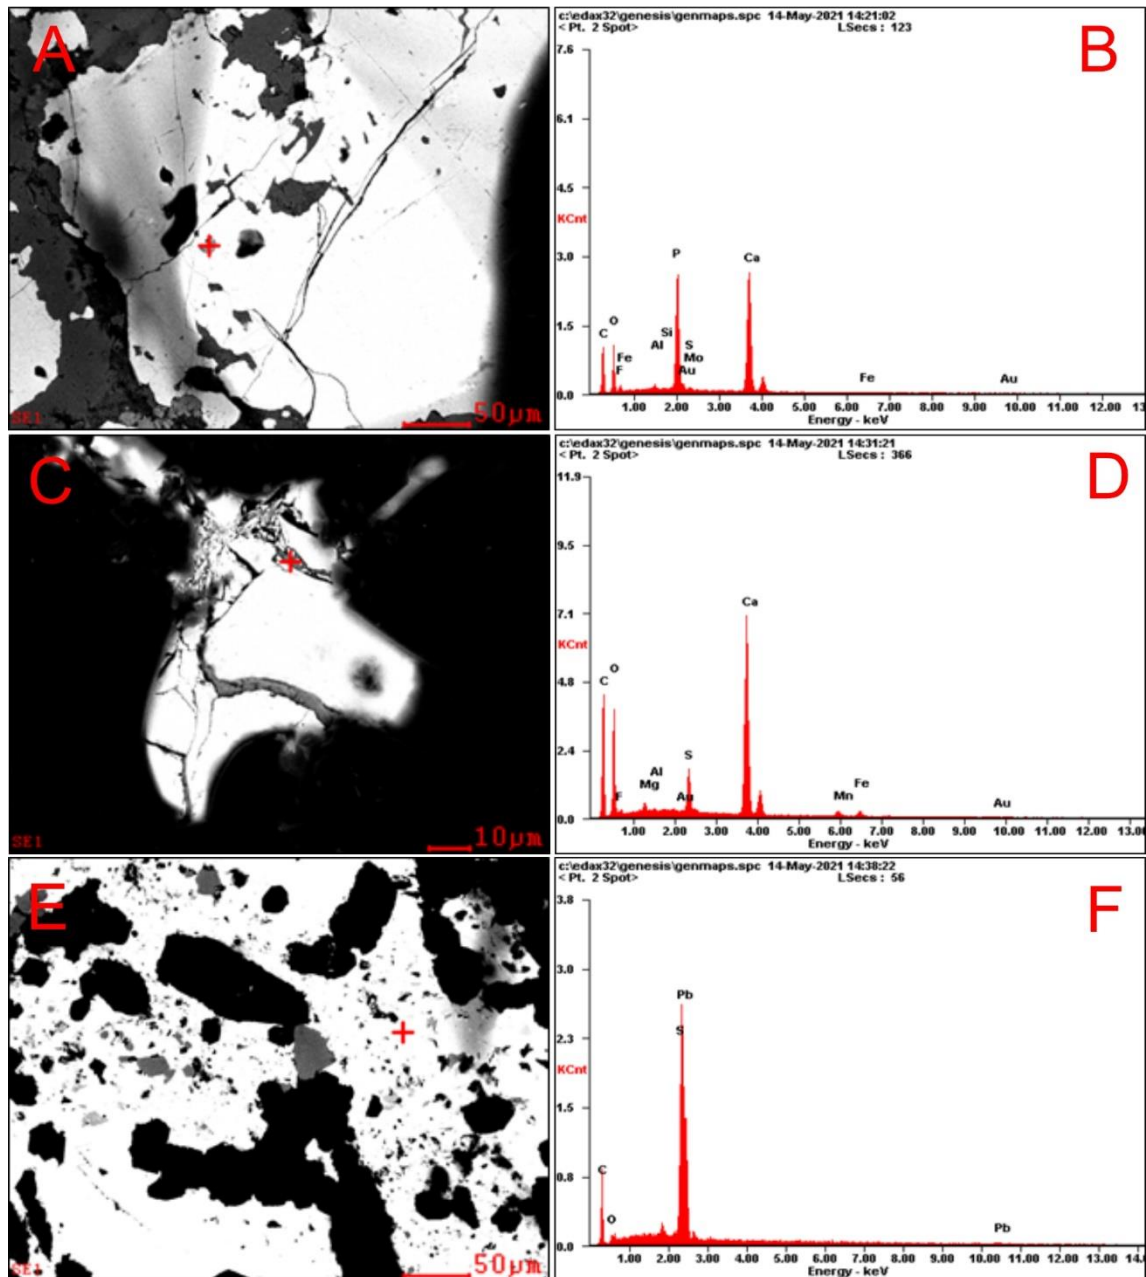 A
SE1
50µm
c:\edax32\genesis\genmaps.spc 14-May-2021 14:21:02
< Pt. 2 Spot> LSecs : 123
B
7.6
6.1
4.5
KCnt
3.0
1.5
0.0
P
Ca
C
O
Fe
F
Si
Al
S
Mo
Au
Fe
Au
1.00 2.00 3.00 4.00 5.00 6.00 7.00 8.00 9.00 10.00 11.00 12.00
Energy - keV
C
SE1
10µm
c:\edax32\genesis\genmaps.spc 14-May-2021 14:31:21
< Pt. 2 Spot> LSecs : 366
D
11.9
9.5
7.1
KCnt
4.8
2.4
0.0
Ca
O
C
F
Al
Mg
S
Au
Mn
Fe
Au
1.00 2.00 3.00 4.00 5.00 6.00 7.00 8.00 9.00 10.00 11.00 12.00 13.0
Energy - keV
E
SE1
50µm
c:\edax32\genesis\genmaps.spc 14-May-2021 14:38:22
< Pt. 2 Spot> LSecs : 56
F
3.8
3.0
2.3
KCnt
1.5
0.8
0.0
Pb
S
C
O
Pb
1.00 2.00 3.00 4.00 5.00 6.00 7.00 8.00 9.00 10.00 11.00 12.00 13.00
Energy - keV